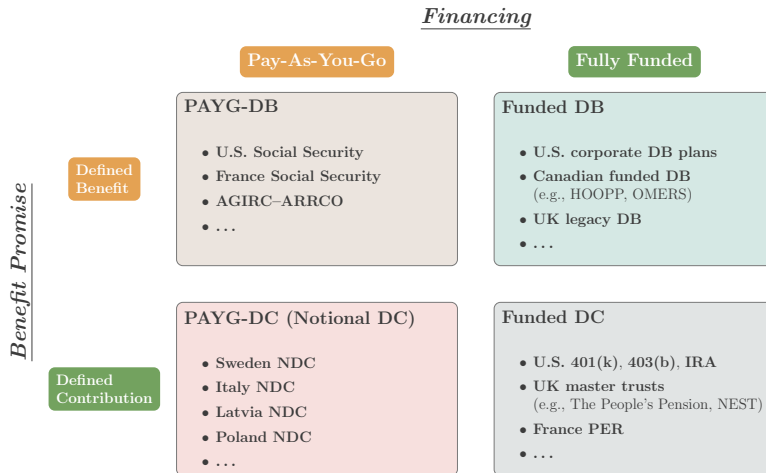 Financing
Pay-As-You-Go
Fully Funded
Benefit Promise
Defined
Benefit
PAYG-DB
• U.S. Social Security
• France Social Security
• AGIRC–ARRCO
• ...
Funded DB
• U.S. corporate DB plans
• Canadian funded DB
(e.g., HOOPP, OMERS)
• UK legacy DB
• ...
Defined
Contribution
PAYG-DC (Notional DC)
• Sweden NDC
• Italy NDC
• Latvia NDC
• Poland NDC
• ...
Funded DC
• U.S. 401(k), 403(b), IRA
• UK master trusts
(e.g., The People's Pension, NEST)
• France PER
• ...